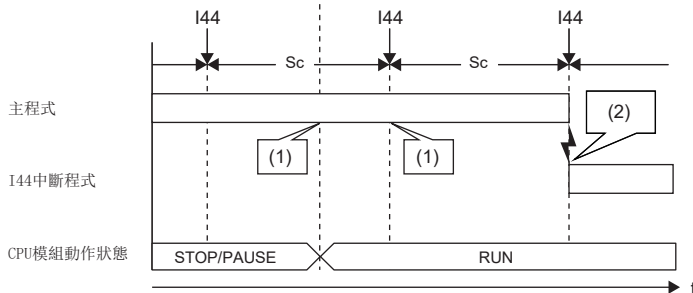 I44 I44 I44
Sc Sc
主程式
(2)
(1) (1)
I44中斷程式
CPU模組動作狀態 STOP/PAUSE RUN
t